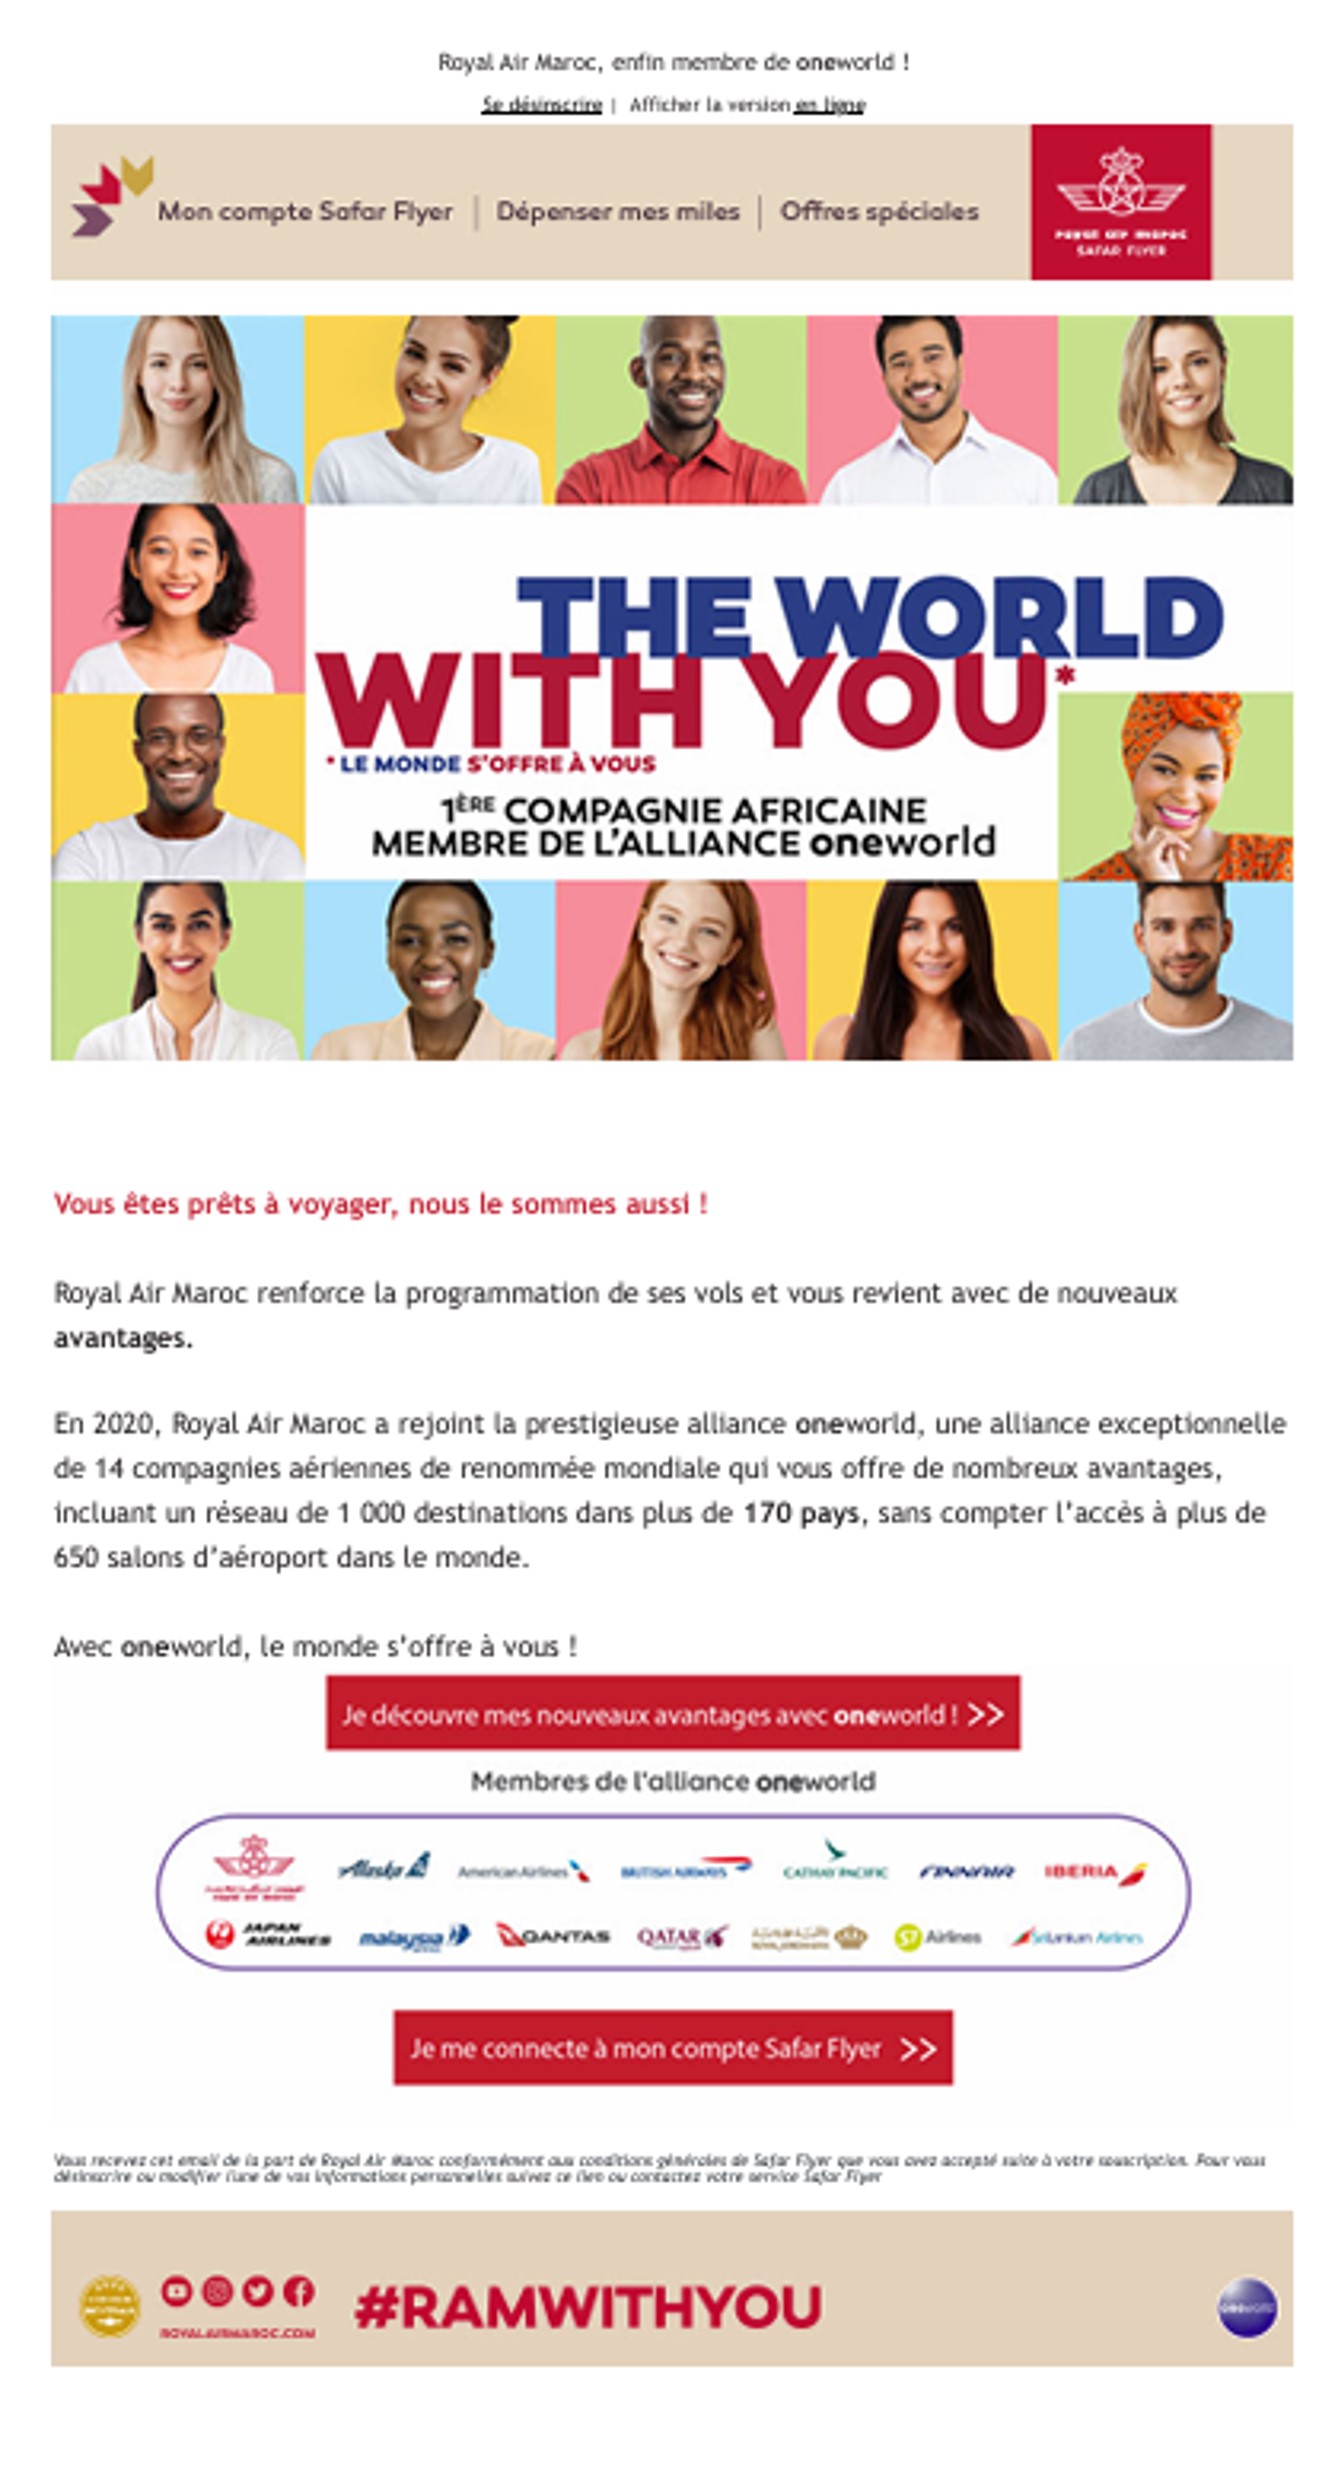 Royal Air Maroc, enfin membre de oneworld !
Se désinscrire | Afficher la version en ligne
Mon compte Safar Flyer | Dépenser mes miles | Offres spéciales
SAFAR FLYER
THE WORLD
WITH YOU*
* LE MONDE S'OFFRE À VOUS
1ÈRE COMPAGNIE AFRICAINE
MEMBRE DE L'ALLIANCE oneworld
Vous êtes prêts à voyager, nous le sommes aussi !
Royal Air Maroc renforce la programmation de ses vols et vous revient avec de nouveaux
avantages.
En 2020, Royal Air Maroc a rejoint la prestigieuse alliance oneworld, une alliance exceptionnelle
de 14 compagnies aériennes de renommée mondiale qui vous offre de nombreux avantages,
incluant un réseau de 1 000 destinations dans plus de 170 pays, sans compter l'accès à plus de
650 salons d'aéroport dans le monde.
Avec oneworld, le monde s'offre à vous !
Je découvre mes nouveaux avantages avec oneworld ! >>
Membres de l'alliance oneworld
Alaska American Airlines BRITISH AIRWAYS CATHAY PACIFIC FINNAIR IBERIA
JAPAN AIRLINES malaysia QANTAS QATAR S7 Airlines SriLankan Airlines
Je me connecte à mon compte Safar Flyer >>
Vous recevez cet email de la part de Royal Air Maroc conformément aux conditions générales de Safar Flyer que vous avez accepté suite à votre souscription. Pour vous
désinscrire ou modifier l'une de vos informations personnelles suivez ce lien ou contactez votre service Safar Flyer
#RAMWITHYOU
ROYALAIRMAROC.COM
oneworld